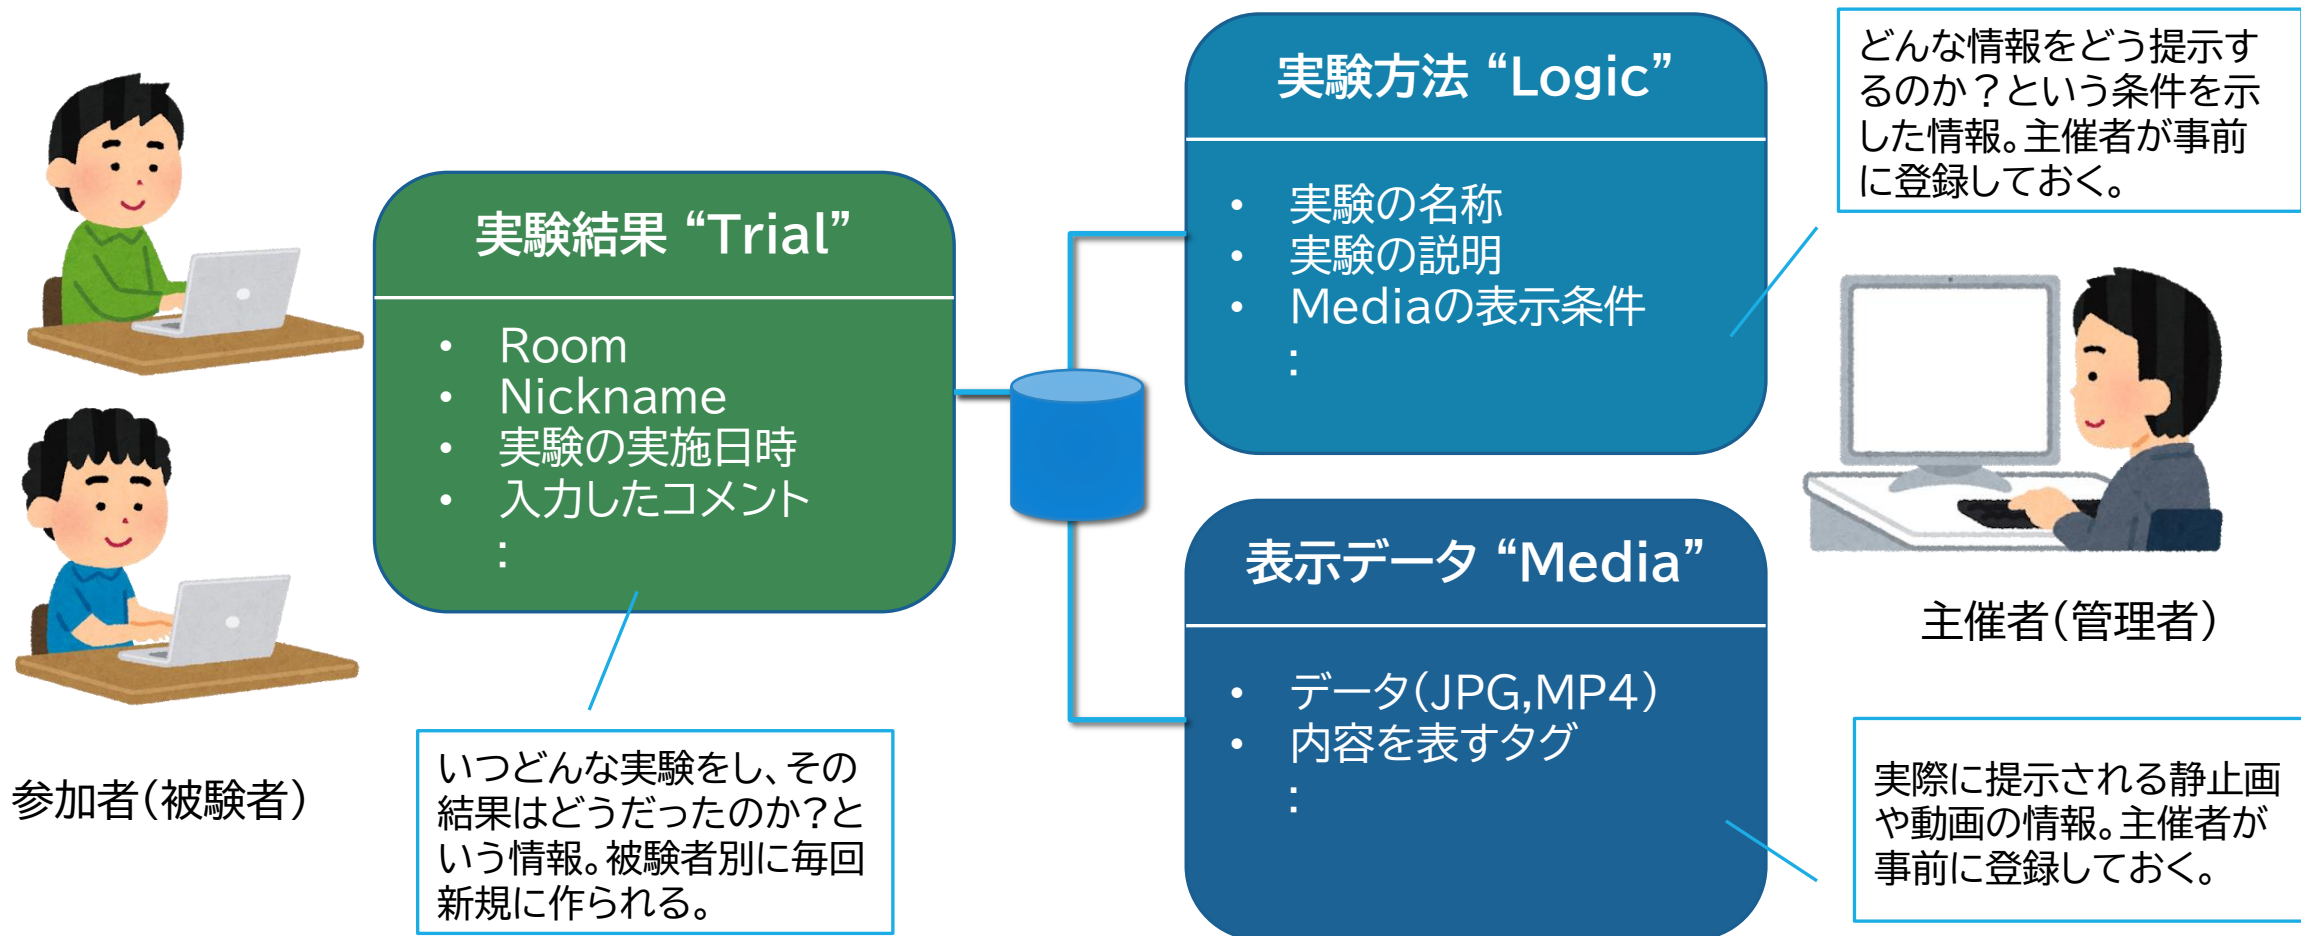 実験結果 “Trial”
• Room
• Nickname
• 実験の実施日時
• 入力したコメント
:
参加者(被験者)
いつどんな実験をし、その
結果はどうだったのか?と
いう情報。被験者別に毎回
新規に作られる。
実験方法 “Logic”
• 実験の名称
• 実験の説明
• Mediaの表示条件
:
どんな情報をどう提示す
るのか?という条件を示
した情報。主催者が事前
に登録しておく。
表示データ “Media”
• データ(JPG,MP4)
• 内容を表すタグ
:
主催者(管理者)
実際に提示される静止画
や動画の情報。主催者が
事前に登録しておく。